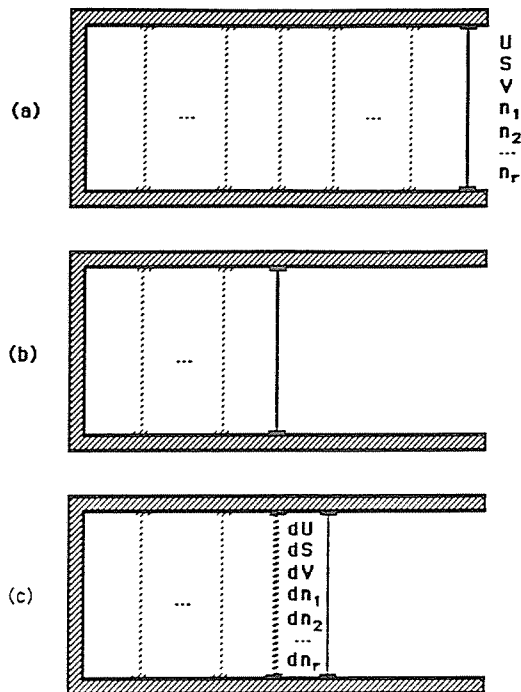 (a)
... ...
U
S
V
n₁
n₂
---
nᵣ
(b)
...
(c)
...
dU
dS
dV
dn₁
dn₂
---
dnᵣ